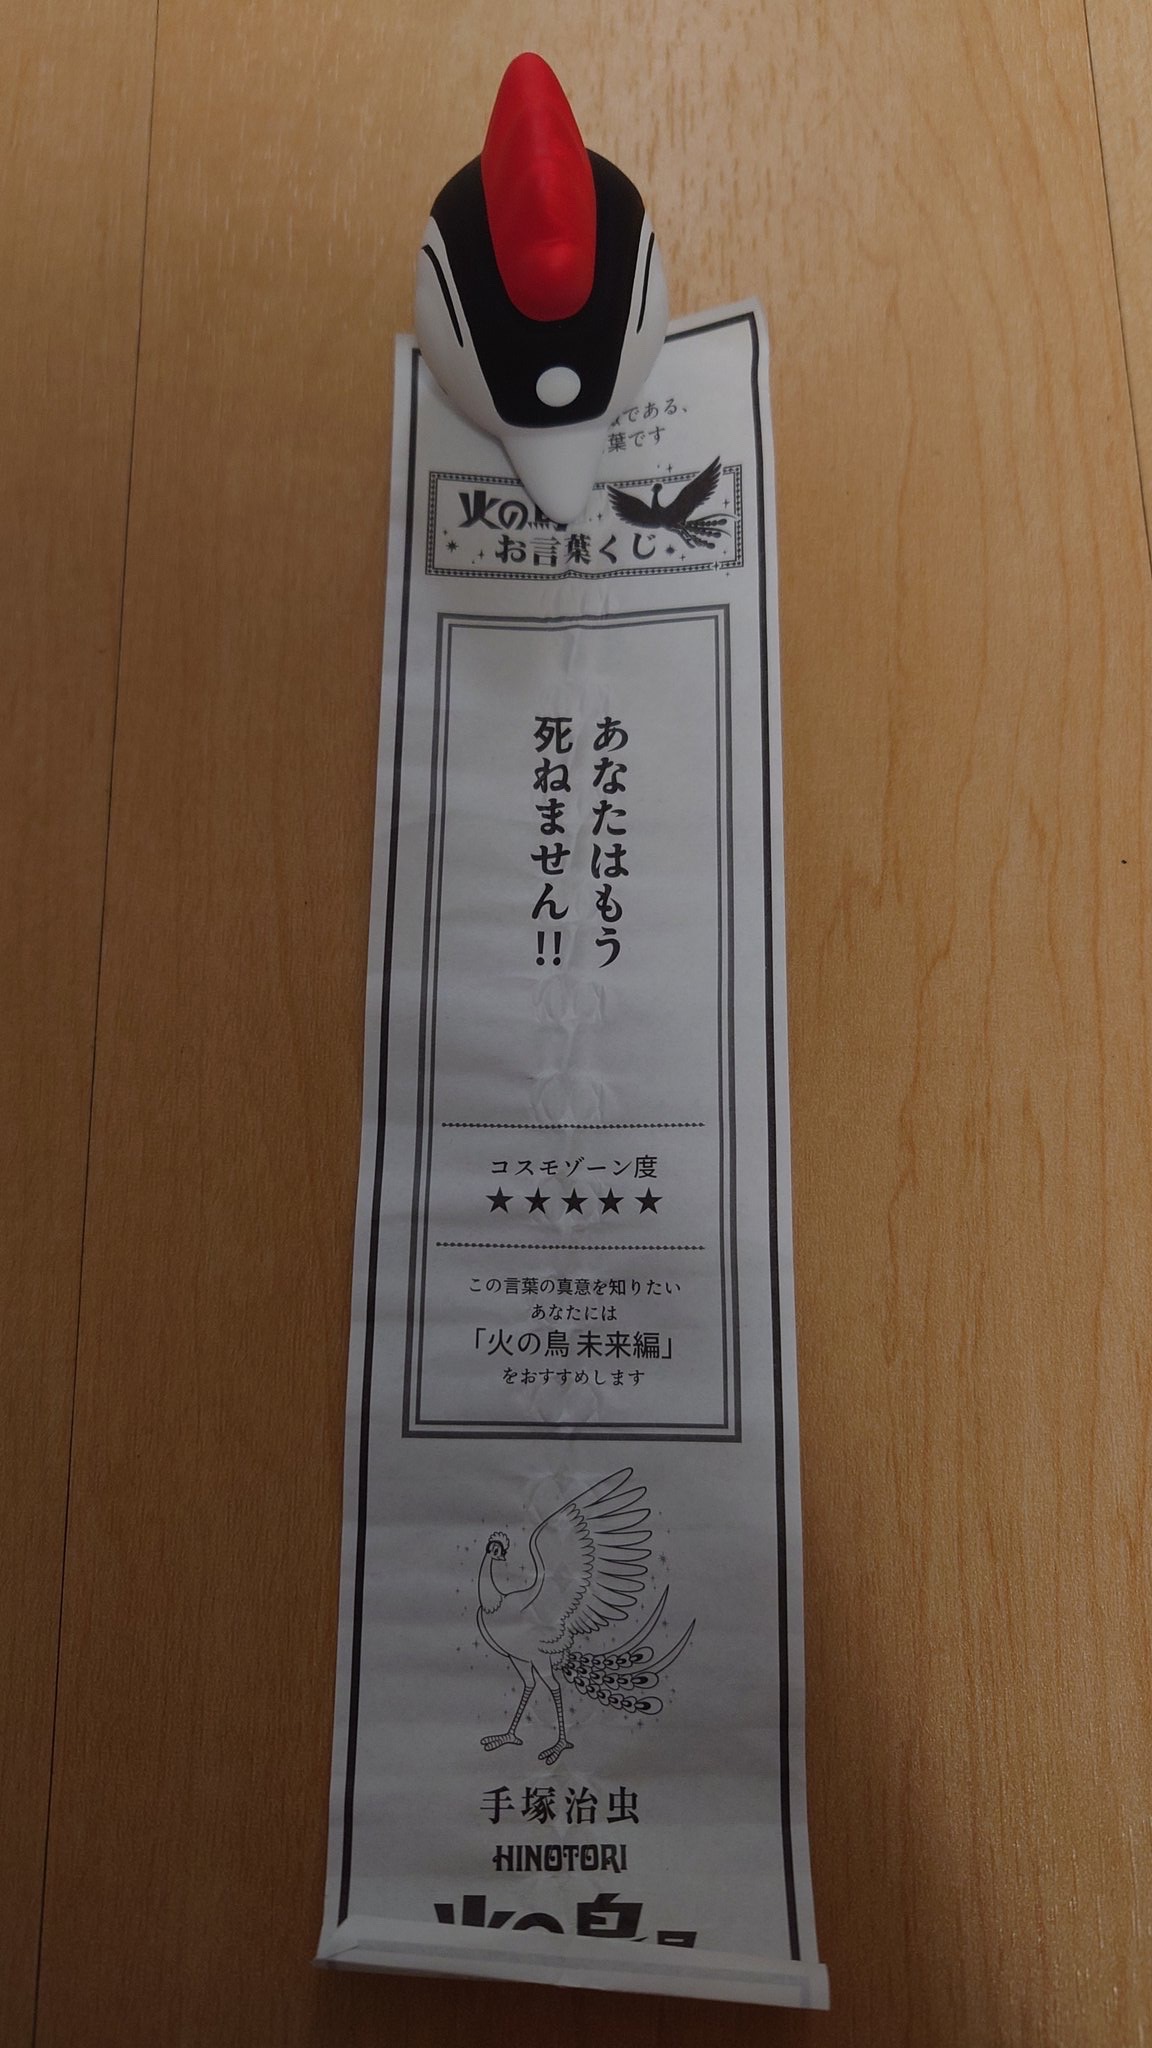 である、
葉です
火の鳥
お言葉くじ
あなたはもう
死ねません!!
コスモゾーン度
★★★★★
この言葉の真意を知りたい
あなたには
「火の鳥 未来編」
をおすすめします
手塚治虫
HINOTORI
火の鳥